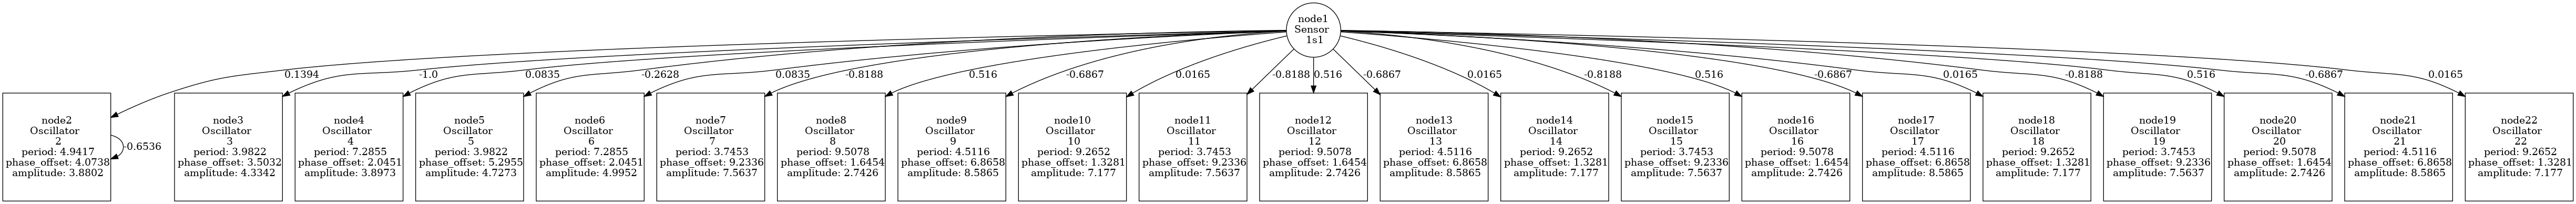 node1
Sensor
1s1
0.1394
-1.0
0.0835
-0.2628
0.0835
-0.8188
0.516
-0.6867
0.0165
-0.8188
0.516
-0.6867
0.0165
-0.8188
0.516
-0.6867
0.0165
-0.8188
0.516
-0.6867
0.0165
node2
Oscillator
2
period: 4.9417
phase_offset: 4.0738
amplitude: 3.8802
-0.6536
node3
Oscillator
3
period: 3.9822
phase_offset: 3.5032
amplitude: 4.3342
node4
Oscillator
4
period: 7.2855
phase_offset: 2.0451
amplitude: 3.8973
node5
Oscillator
5
period: 3.9822
phase_offset: 5.2955
amplitude: 4.7273
node6
Oscillator
6
period: 7.2855
phase_offset: 2.0451
amplitude: 4.9952
node7
Oscillator
7
period: 3.7453
phase_offset: 9.2336
amplitude: 7.5637
node8
Oscillator
8
period: 9.5078
phase_offset: 1.6454
amplitude: 2.7426
node9
Oscillator
9
period: 4.5116
phase_offset: 6.8658
amplitude: 8.5865
node10
Oscillator
10
period: 9.2652
phase_offset: 1.3281
amplitude: 7.177
node11
Oscillator
11
period: 3.7453
phase_offset: 9.2336
amplitude: 7.5637
node12
Oscillator
12
period: 9.5078
phase_offset: 1.6454
amplitude: 2.7426
node13
Oscillator
13
period: 4.5116
phase_offset: 6.8658
amplitude: 8.5865
node14
Oscillator
14
period: 9.2652
phase_offset: 1.3281
amplitude: 7.177
node15
Oscillator
15
period: 3.7453
phase_offset: 9.2336
amplitude: 7.5637
node16
Oscillator
16
period: 9.5078
phase_offset: 1.6454
amplitude: 2.7426
node17
Oscillator
17
period: 4.5116
phase_offset: 6.8658
amplitude: 8.5865
node18
Oscillator
18
period: 9.2652
phase_offset: 1.3281
amplitude: 7.177
node19
Oscillator
19
period: 3.7453
phase_offset: 9.2336
amplitude: 7.5637
node20
Oscillator
20
period: 9.5078
phase_offset: 1.6454
amplitude: 2.7426
node21
Oscillator
21
period: 4.5116
phase_offset: 6.8658
amplitude: 8.5865
node22
Oscillator
22
period: 9.2652
phase_offset: 1.3281
amplitude: 7.177